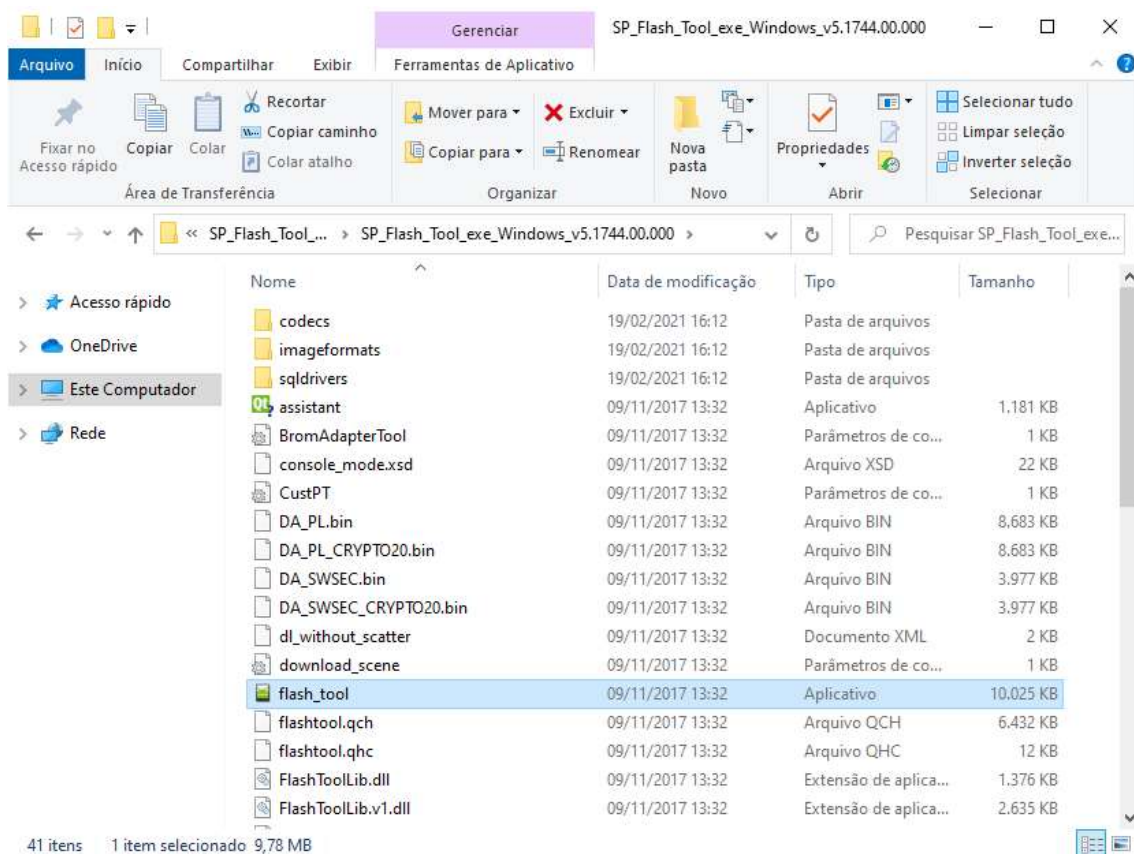 Gerenciar
SP_Flash_Tool_exe_Windows_v5.1744.00.000
Arquivo Início Compartilhar Exibir Ferramentas de Aplicativo
Fixar no Acesso rápido
Copiar
Colar
Recortar
Copiar caminho
Colar atalho
Mover para
Copiar para
Excluir
Renomear
Nova pasta
Propriedades
Selecionar tudo
Limpar seleção
Inverter seleção
Área de Transferência Organizar Novo Abrir Selecionar
« SP_Flash_Tool_... › SP_Flash_Tool_exe_Windows_v5.1744.00.000 ›
Pesquisar SP_Flash_Tool_exe...
Acesso rápido
OneDrive
Este Computador
Rede
Nome Data de modificação Tipo Tamanho
codecs 19/02/2021 16:12 Pasta de arquivos
imageformats 19/02/2021 16:12 Pasta de arquivos
sqldrivers 19/02/2021 16:12 Pasta de arquivos
assistant 09/11/2017 13:32 Aplicativo 1.181 KB
BromAdapterTool 09/11/2017 13:32 Parâmetros de co... 1 KB
console_mode.xsd 09/11/2017 13:32 Arquivo XSD 22 KB
CustPT 09/11/2017 13:32 Parâmetros de co... 1 KB
DA_PL.bin 09/11/2017 13:32 Arquivo BIN 8.683 KB
DA_PL_CRYPTO20.bin 09/11/2017 13:32 Arquivo BIN 8.683 KB
DA_SWSEC.bin 09/11/2017 13:32 Arquivo BIN 3.977 KB
DA_SWSEC_CRYPTO20.bin 09/11/2017 13:32 Arquivo BIN 3.977 KB
dl_without_scatter 09/11/2017 13:32 Documento XML 2 KB
download_scene 09/11/2017 13:32 Parâmetros de co... 1 KB
flash_tool 09/11/2017 13:32 Aplicativo 10.025 KB
flashtool.qch 09/11/2017 13:32 Arquivo QCH 6.432 KB
flashtool.qhc 09/11/2017 13:32 Arquivo QHC 12 KB
FlashToolLib.dll 09/11/2017 13:32 Extensão de aplica... 1.376 KB
FlashToolLib.v1.dll 09/11/2017 13:32 Extensão de aplica... 2.635 KB
41 itens 1 item selecionado 9,78 MB